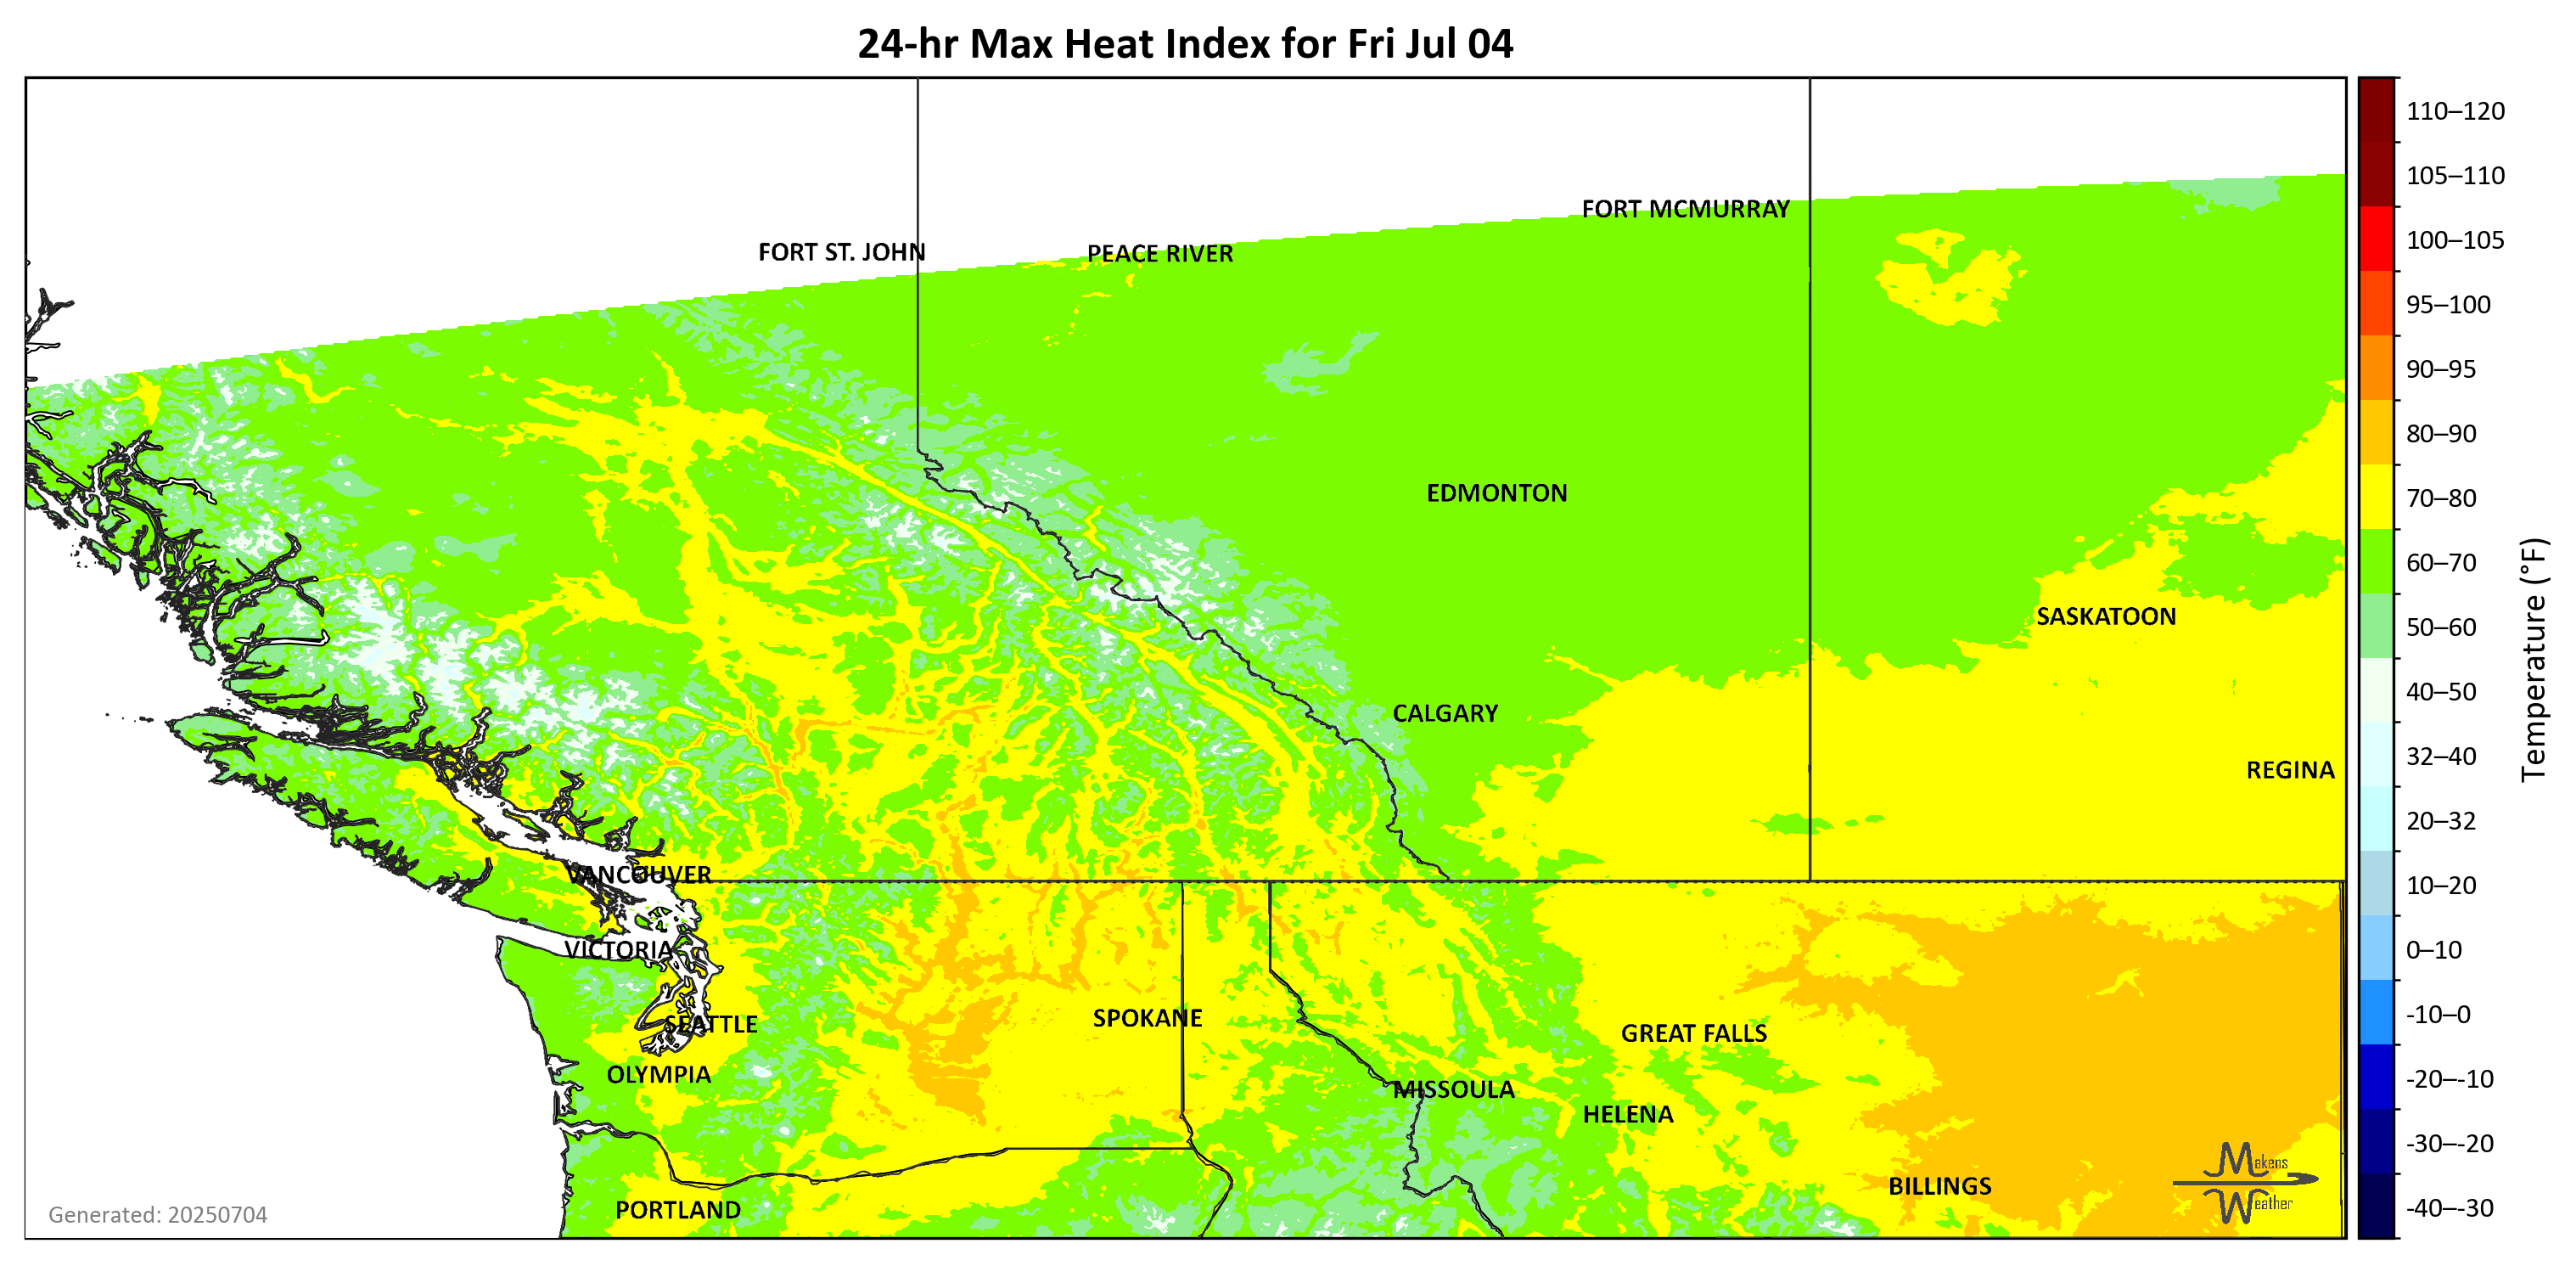 24-hr Max Heat Index for Fri Jul 04
110–120
105–110
100–105
95–100
90–95
80–90
70–80
60–70
50–60
40–50
32–40
20–32
10–20
0–10
-10–0
-20–-10
-30–-20
-40–-30
Temperature (°F)
FORT MCMURRAY
FORT ST. JOHN
PEACE RIVER
EDMONTON
SASKATOON
CALGARY
REGINA
VANCOUVER
VICTORIA
SPOKANE
SEATTLE
GREAT FALLS
OLYMPIA
MISSOULA
HELENA
BILLINGS
PORTLAND
Makens
Weather
Generated: 20250704